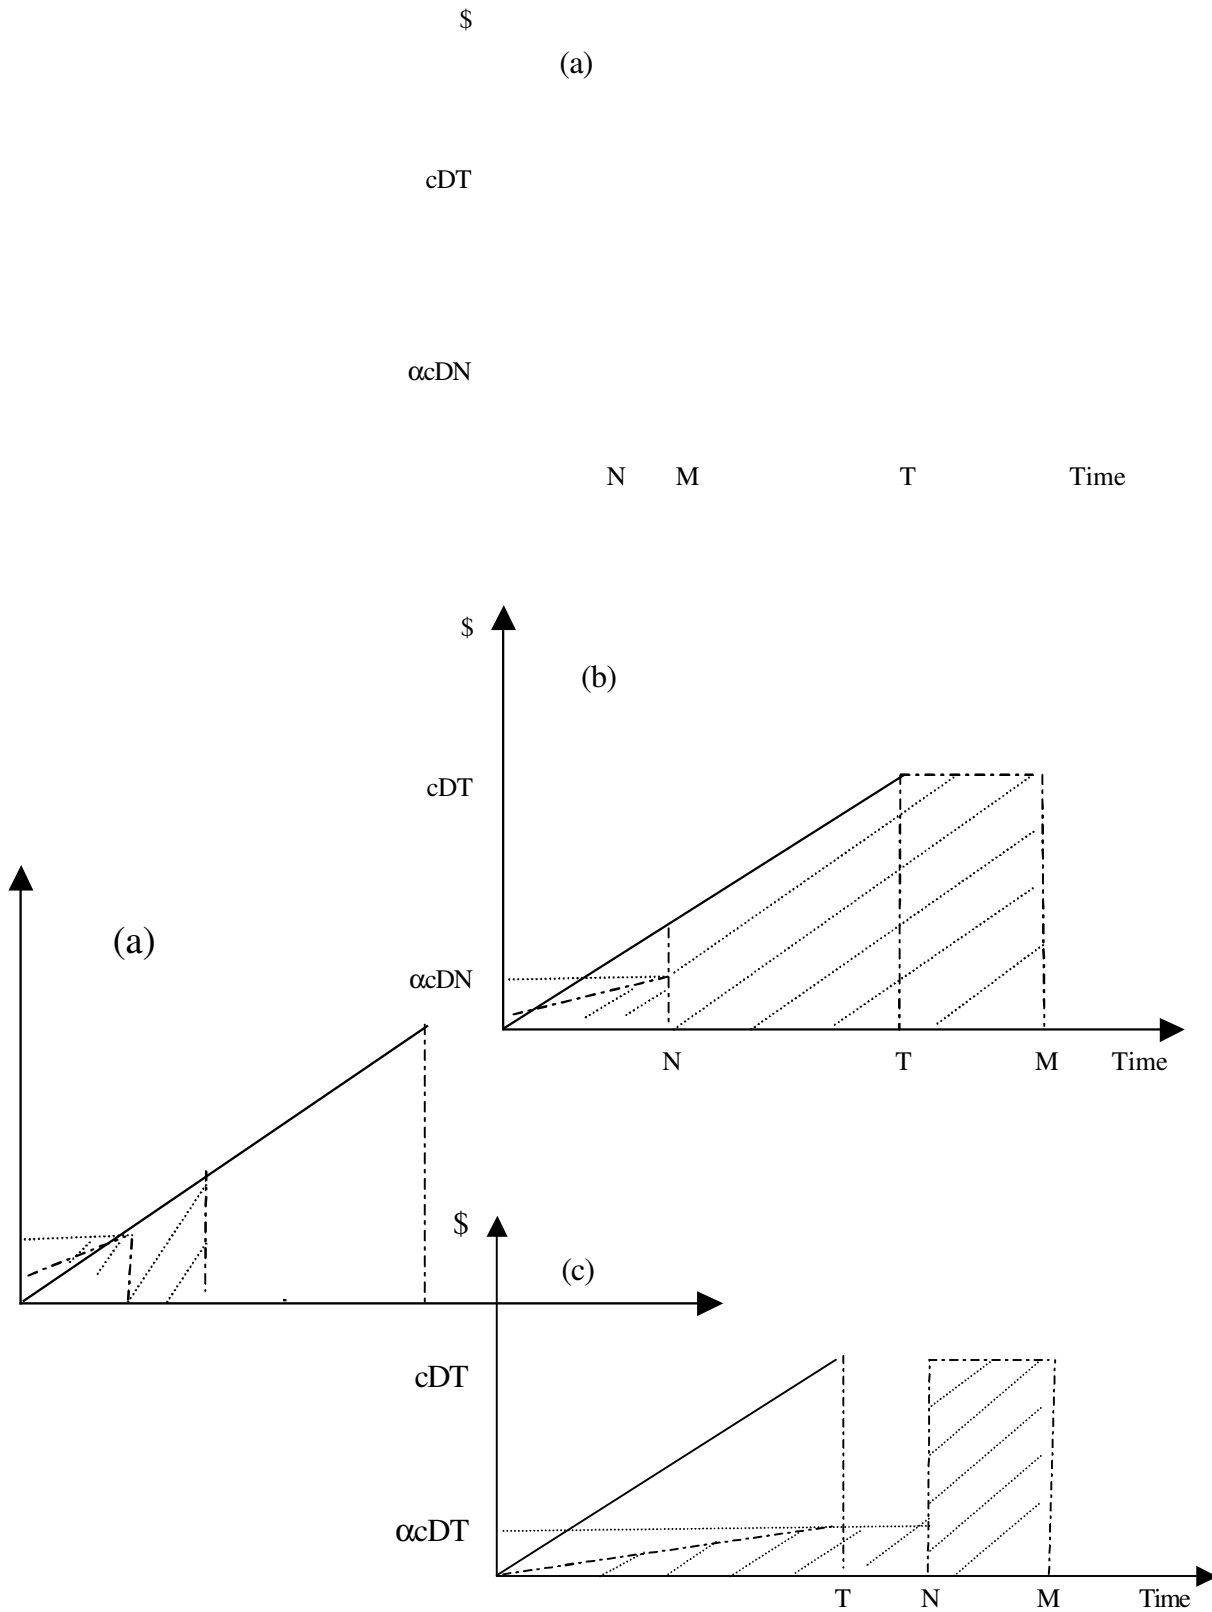 $
(a)
cDT
αcDN
N M T Time
$
(b)
cDT
(a)
αcDN
N T M Time
$
(c)
cDT
αcDT
T N M Time